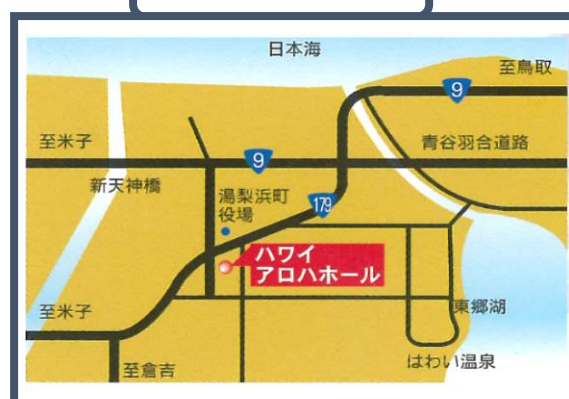 日本海
至鳥取
9
至米子
9
青谷羽合道路
新天神橋
湯梨浜町
役場
179
ハワイ
アロハホール
至米子
東郷湖
至倉吉
はわい温泉